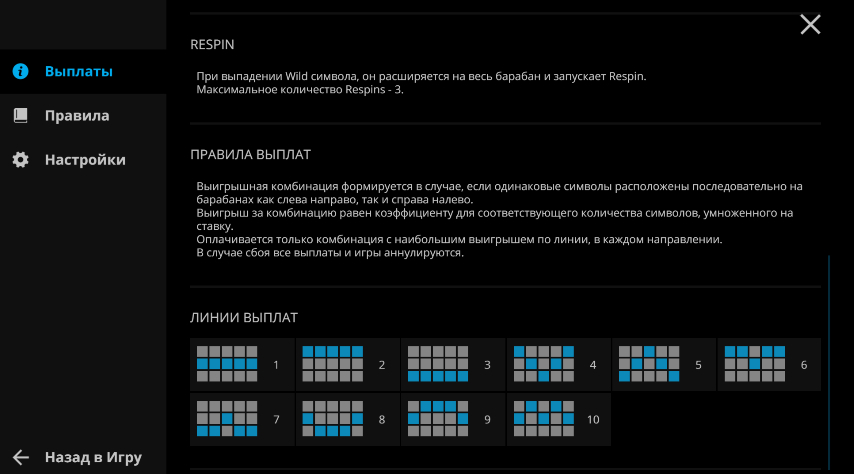 RESPIN
При выпадении Wild символа, он расширяется на весь барабан и запускает Respin.
Максимальное количество Respins - 3.
Выплаты
Правила
Настройки
ПРАВИЛА ВЫПЛАТ
Выигрышная комбинация формируется в случае, если одинаковые символы расположены последовательно на
барабанах как слева направо, так и справа налево.
Выигрыш за комбинацию равен коэффициенту для соответствующего количества символов, умноженного на
ставку.
Оплачивается только комбинация с наибольшим выигрышем по линии, в каждом направлении.
В случае сбоя все выплаты и игры аннулируются.
ЛИНИИ ВЫПЛАТ
1 2 3 4 5 6
7 8 9 10
Назад в Игру